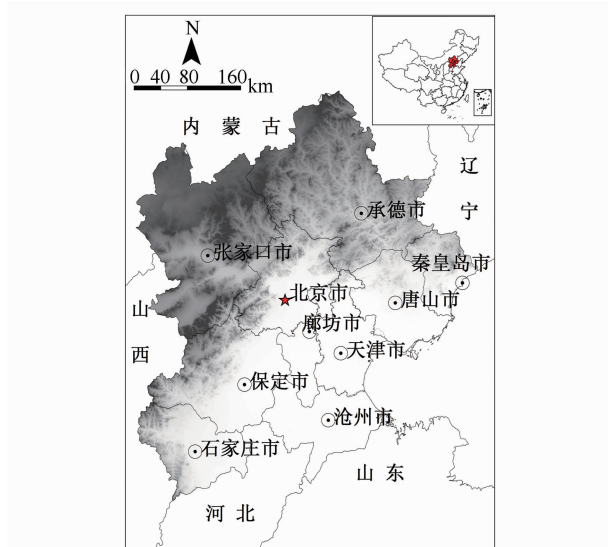 N
0 40 80 160 km
内 蒙 古
辽
宁
承德市
张家口市
秦皇岛市
北京市
唐山市
山
西
廊坊市
天津市
保定市
沧州市
石家庄市
山 东
河 北